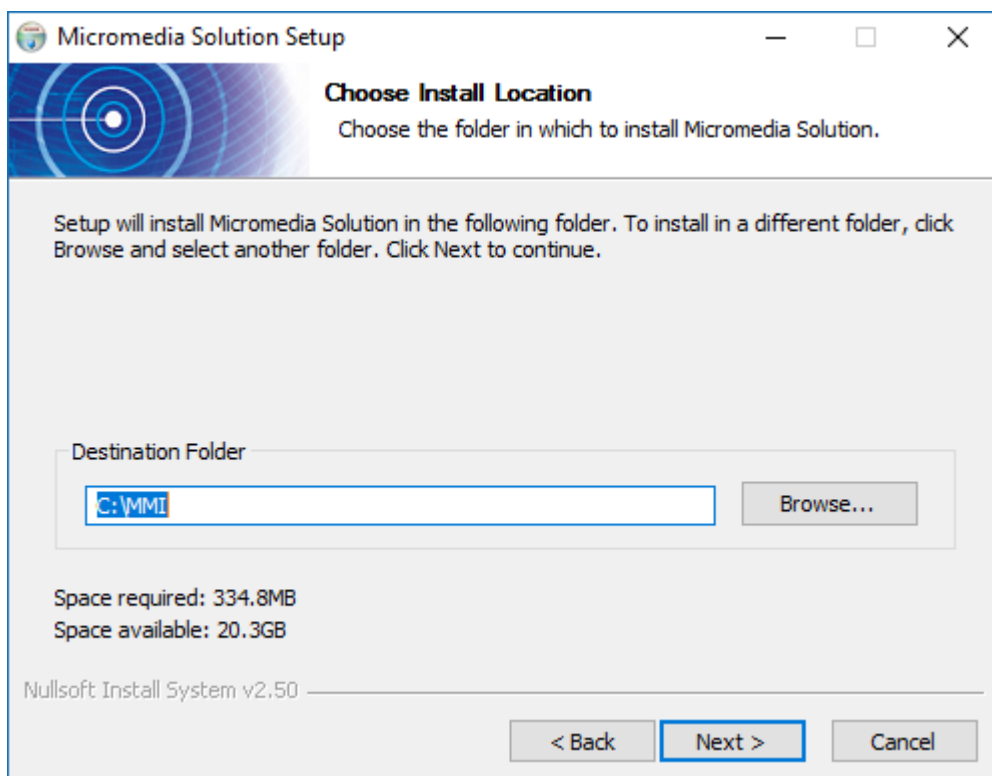 Micromedia Solution Setup
Choose Install Location
Choose the folder in which to install Micromedia Solution.
Setup will install Micromedia Solution in the following folder. To install in a different folder, click
Browse and select another folder. Click Next to continue.
Destination Folder
C:\MMI
Browse...
Space required: 334.8MB
Space available: 20.3GB
Nullsoft Install System v2.50
< Back
Next >
Cancel